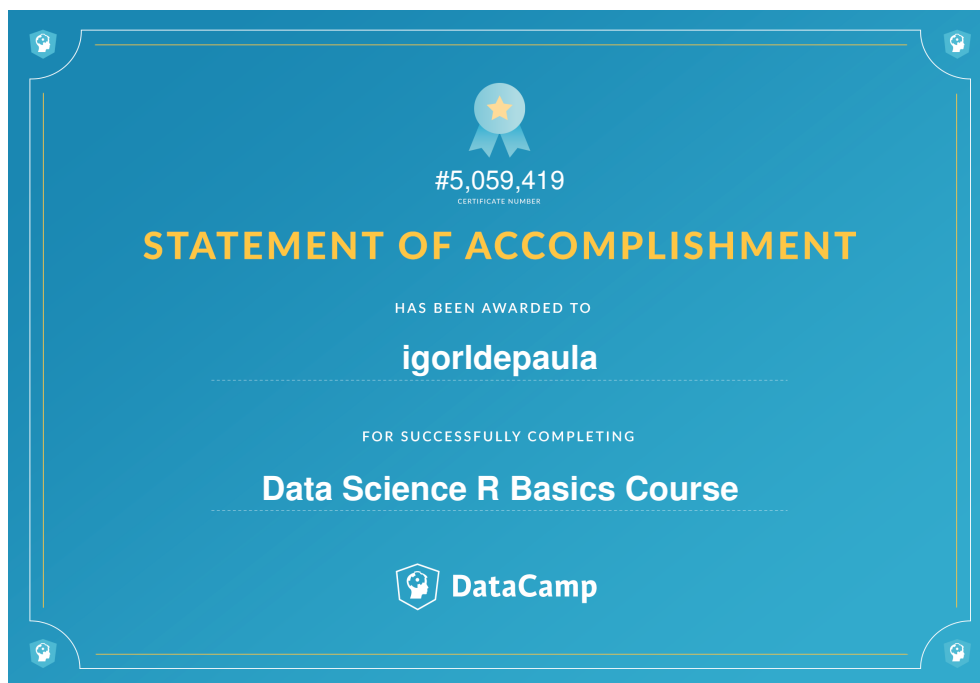 #5,059,419
CERTIFICATE NUMBER
STATEMENT OF ACCOMPLISHMENT
HAS BEEN AWARDED TO
igorldepaula
FOR SUCCESSFULLY COMPLETING
Data Science R Basics Course
DataCamp